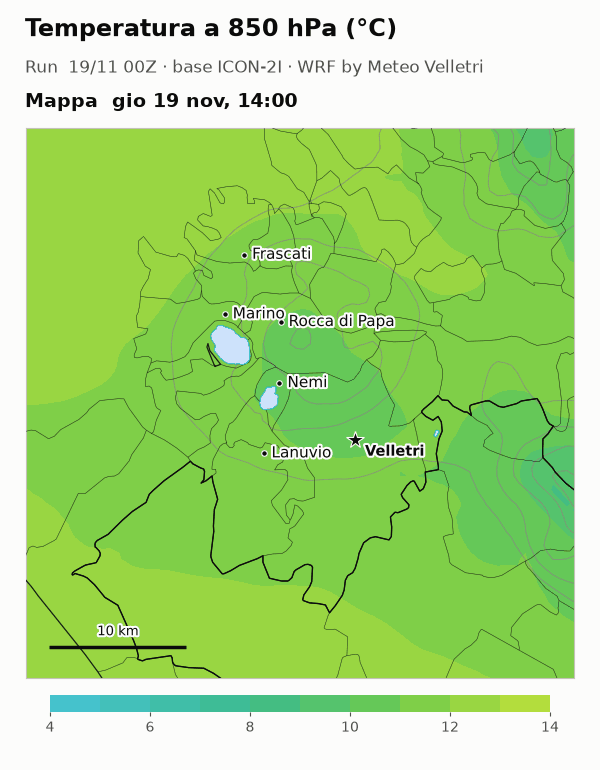 Temperatura a 850 hPa (°C)
Run  19/11 00Z · base ICON-2I · WRF by Meteo Velletri
Mappa  gio 19 nov, 14:00
Frascati
Marino
Rocca di Papa
Nemi
Velletri
Lanuvio
10 km
4 6 8 10 12 14